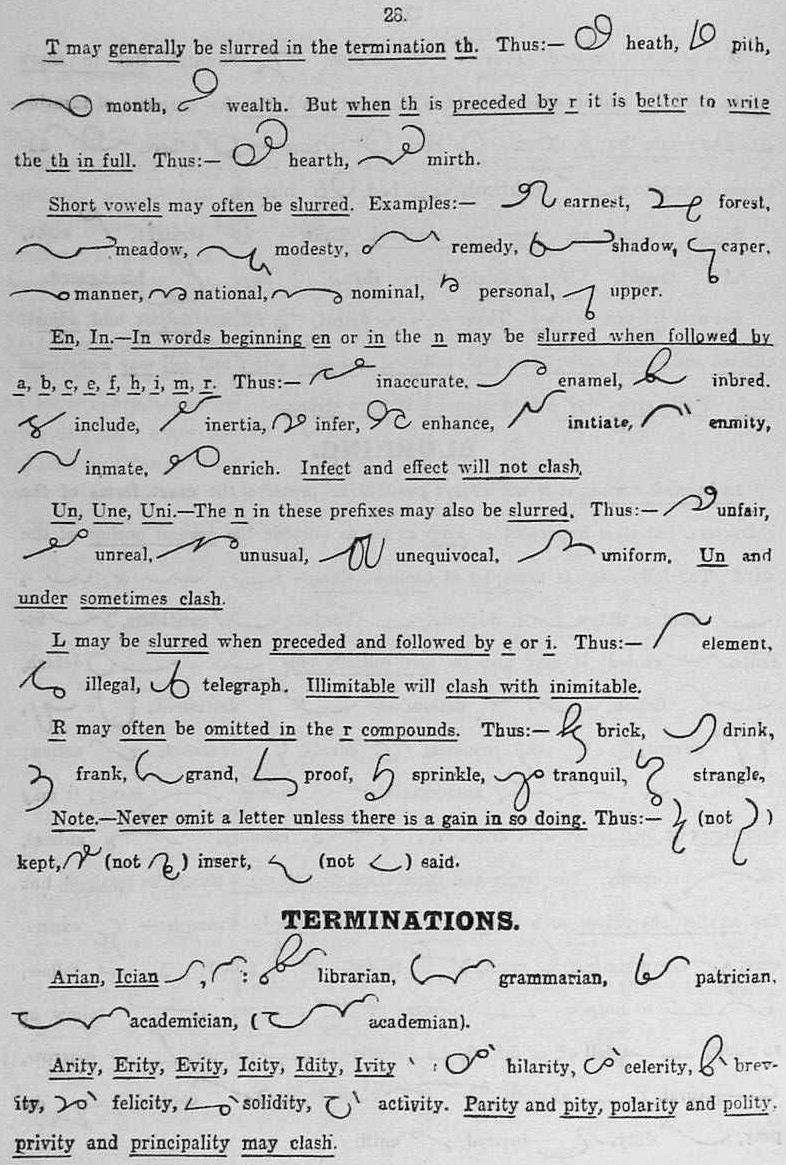 28.
T may generally be slurred in the termination th. Thus:— heath, pith,
month, wealth. But when th is preceded by r it is better to write
the th in full. Thus:— hearth, mirth.
Short vowels may often be slurred. Examples:— earnest, forest,
meadow, modesty, remedy, shadow, caper,
manner, national, nominal, personal, upper.
En, In.—In words beginning en or in the n may be slurred when followed by
a, b, c, e, f, h, i, m, r. Thus:— inaccurate, enamel, inbred.
include, inertia, infer, enhance, initiate, enmity,
inmate, enrich. Infect and effect will not clash.
Un, Une, Uni.—The n in these prefixes may also be slurred. Thus:— unfair,
unreal, unusual, unequivocal, uniform. Un and
under sometimes clash.
L may be slurred when preceded and followed by e or i. Thus:— element,
illegal, telegraph. Illimitable will clash with inimitable.
R may often be omitted in the r compounds. Thus:— brick, drink,
frank, grand, proof, sprinkle, tranquil, strangle,
Note.—Never omit a letter unless there is a gain in so doing. Thus:— (not )
kept, (not ) insert, (not ) said.
TERMINATIONS.
Arian, Ician , : librarian, grammarian, patrician,
academician, ( academian).
Arity, Erity, Evity, Icity, Idity, Ivity : hilarity, celerity, brev-
ity, felicity, solidity, activity. Parity and pity, polarity and polity,
privity and principality may clash.